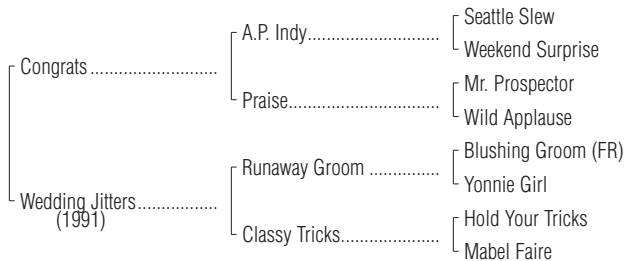 Seattle Slew
A.P. Indy................................
Weekend Surprise
Congrats...........................
Mr. Prospector
Praise.....................................
Wild Applause
Blushing Groom (FR)
Runaway Groom .................
Yonnie Girl
Wedding Jitters.................
(1991)
Hold Your Tricks
Classy Tricks........................
Mabel Faire